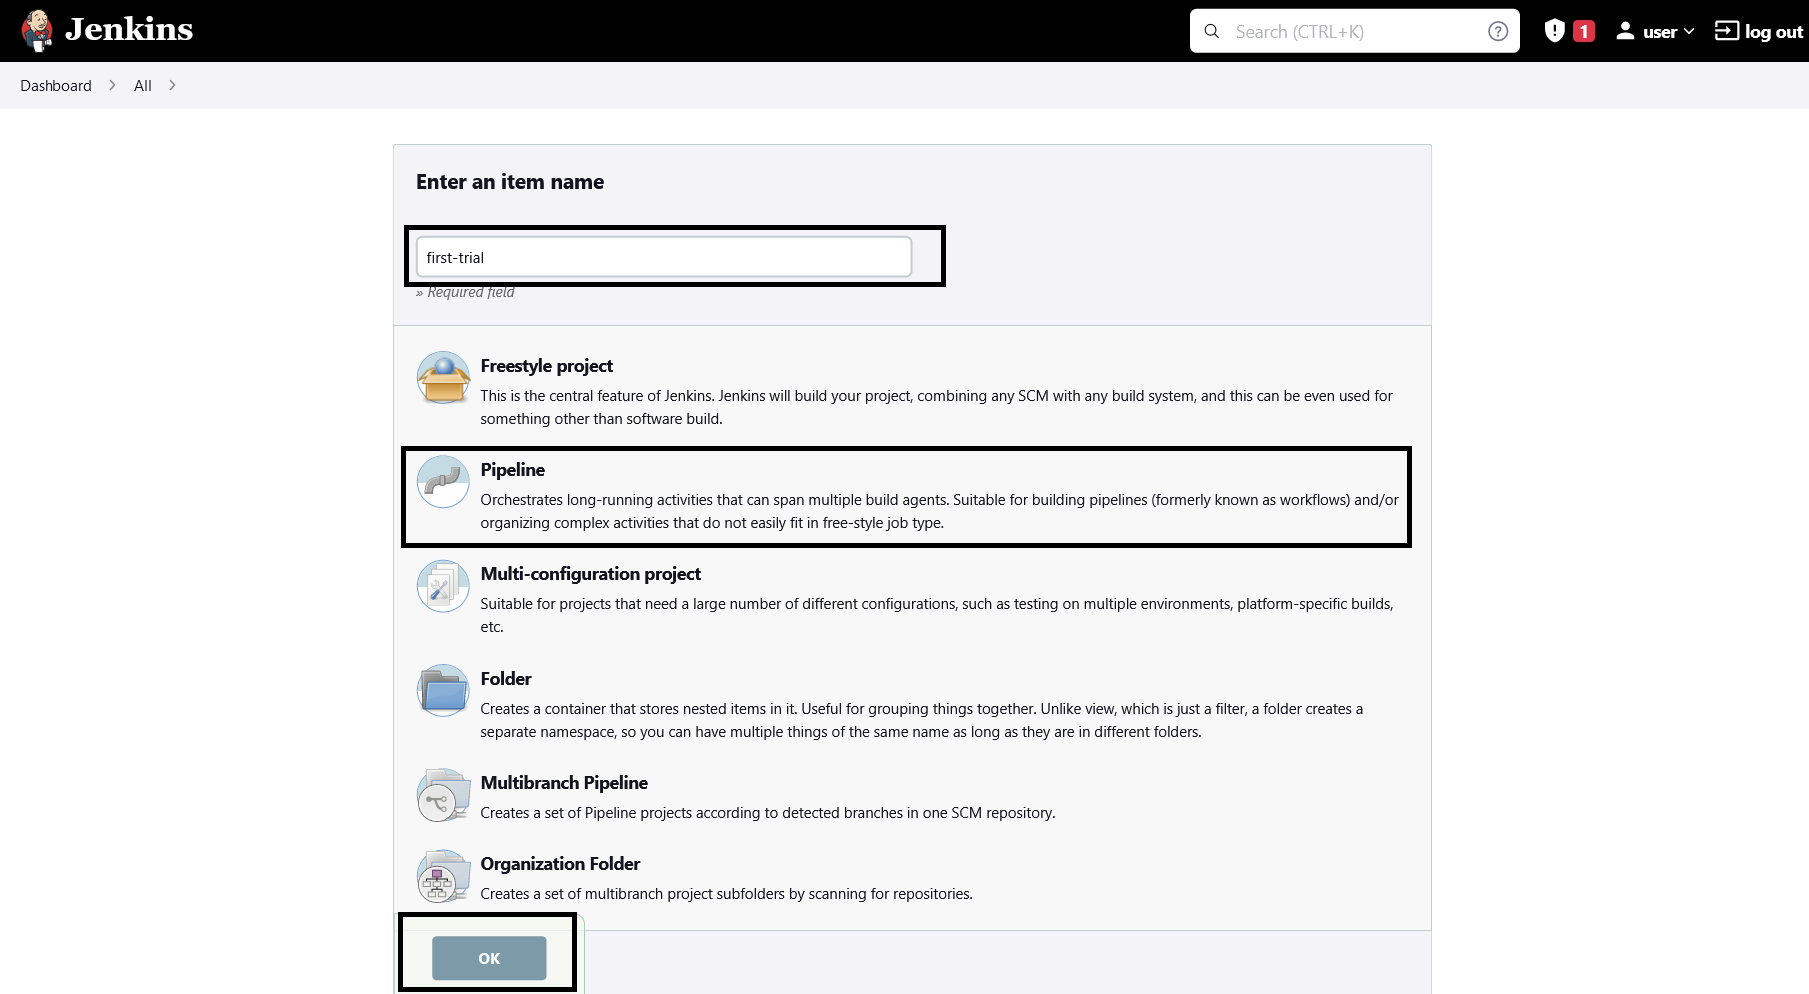 Jenkins
Search (CTRL+K)
1
user
log out
Dashboard
All
Enter an item name
first-trial
» Required field
Freestyle project
This is the central feature of Jenkins. Jenkins will build your project, combining any SCM with any build system, and this can be even used for
something other than software build.
Pipeline
Orchestrates long-running activities that can span multiple build agents. Suitable for building pipelines (formerly known as workflows) and/or
organizing complex activities that do not easily fit in free-style job type.
Multi-configuration project
Suitable for projects that need a large number of different configurations, such as testing on multiple environments, platform-specific builds,
etc.
Folder
Creates a container that stores nested items in it. Useful for grouping things together. Unlike view, which is just a filter, a folder creates a
separate namespace, so you can have multiple things of the same name as long as they are in different folders.
Multibranch Pipeline
Creates a set of Pipeline projects according to detected branches in one SCM repository.
Organization Folder
Creates a set of multibranch project subfolders by scanning for repositories.
OK